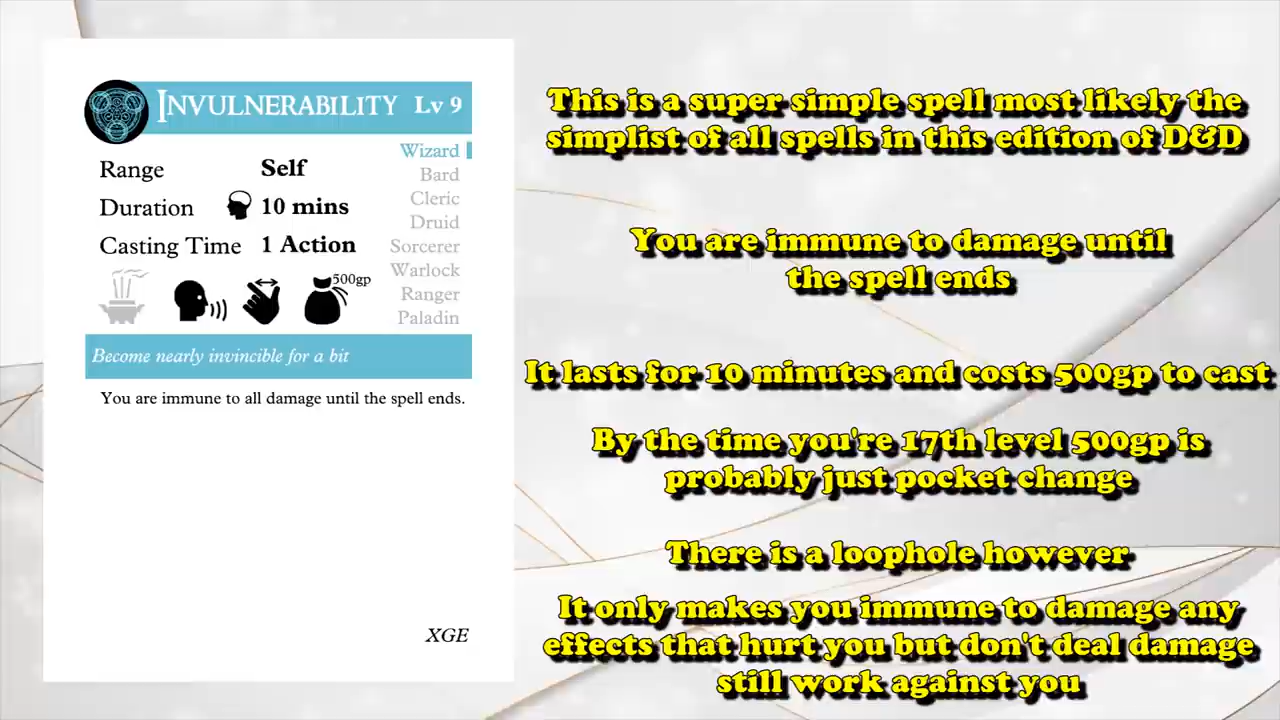 INVULNERABILITY Lv 9
Wizard
Bard
Cleric
Druid
Sorcerer
Warlock
Ranger
Paladin
Range Self
Duration 10 mins
Casting Time 1 Action
500gp
Become nearly invincible for a bit
You are immune to all damage until the spell ends.
XGE
This is a super simple spell most likely the
simplist of all spells in this edition of D&D
You are immune to damage until
the spell ends
It lasts for 10 minutes and costs 500gp to cast
By the time you're 17th level 500gp is
probably just pocket change
There is a loophole however
It only makes you immune to damage any
effects that hurt you but don't deal damage
still work against you